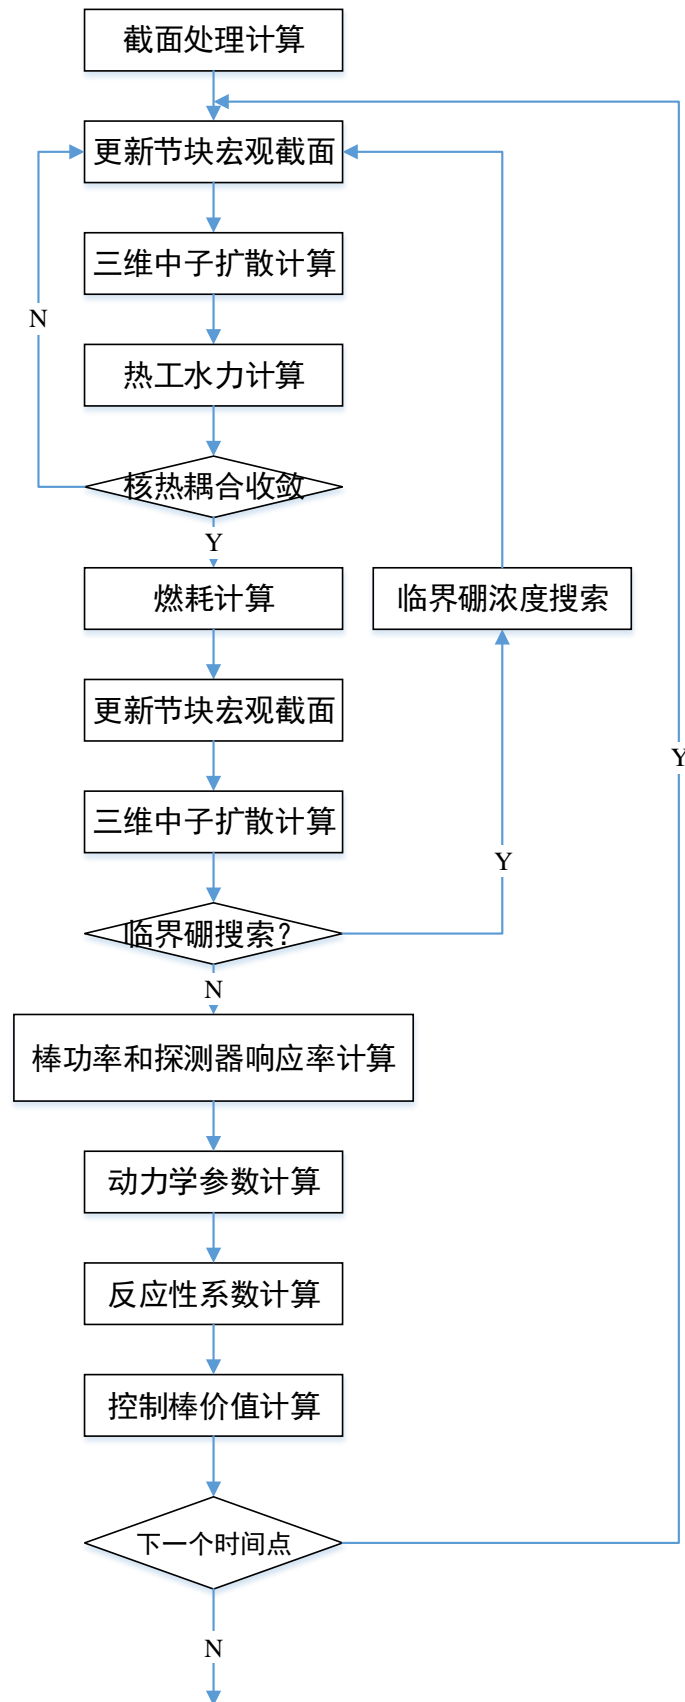 截面处理计算
更新节块宏观截面
三维中子扩散计算
N
热工水力计算
核热耦合收敛
Y
燃耗计算
临界硼浓度搜索
更新节块宏观截面
Y
三维中子扩散计算
Y
临界硼搜索？
N
棒功率和探测器响应率计算
动力学参数计算
反应性系数计算
控制棒价值计算
下一个时间点
N